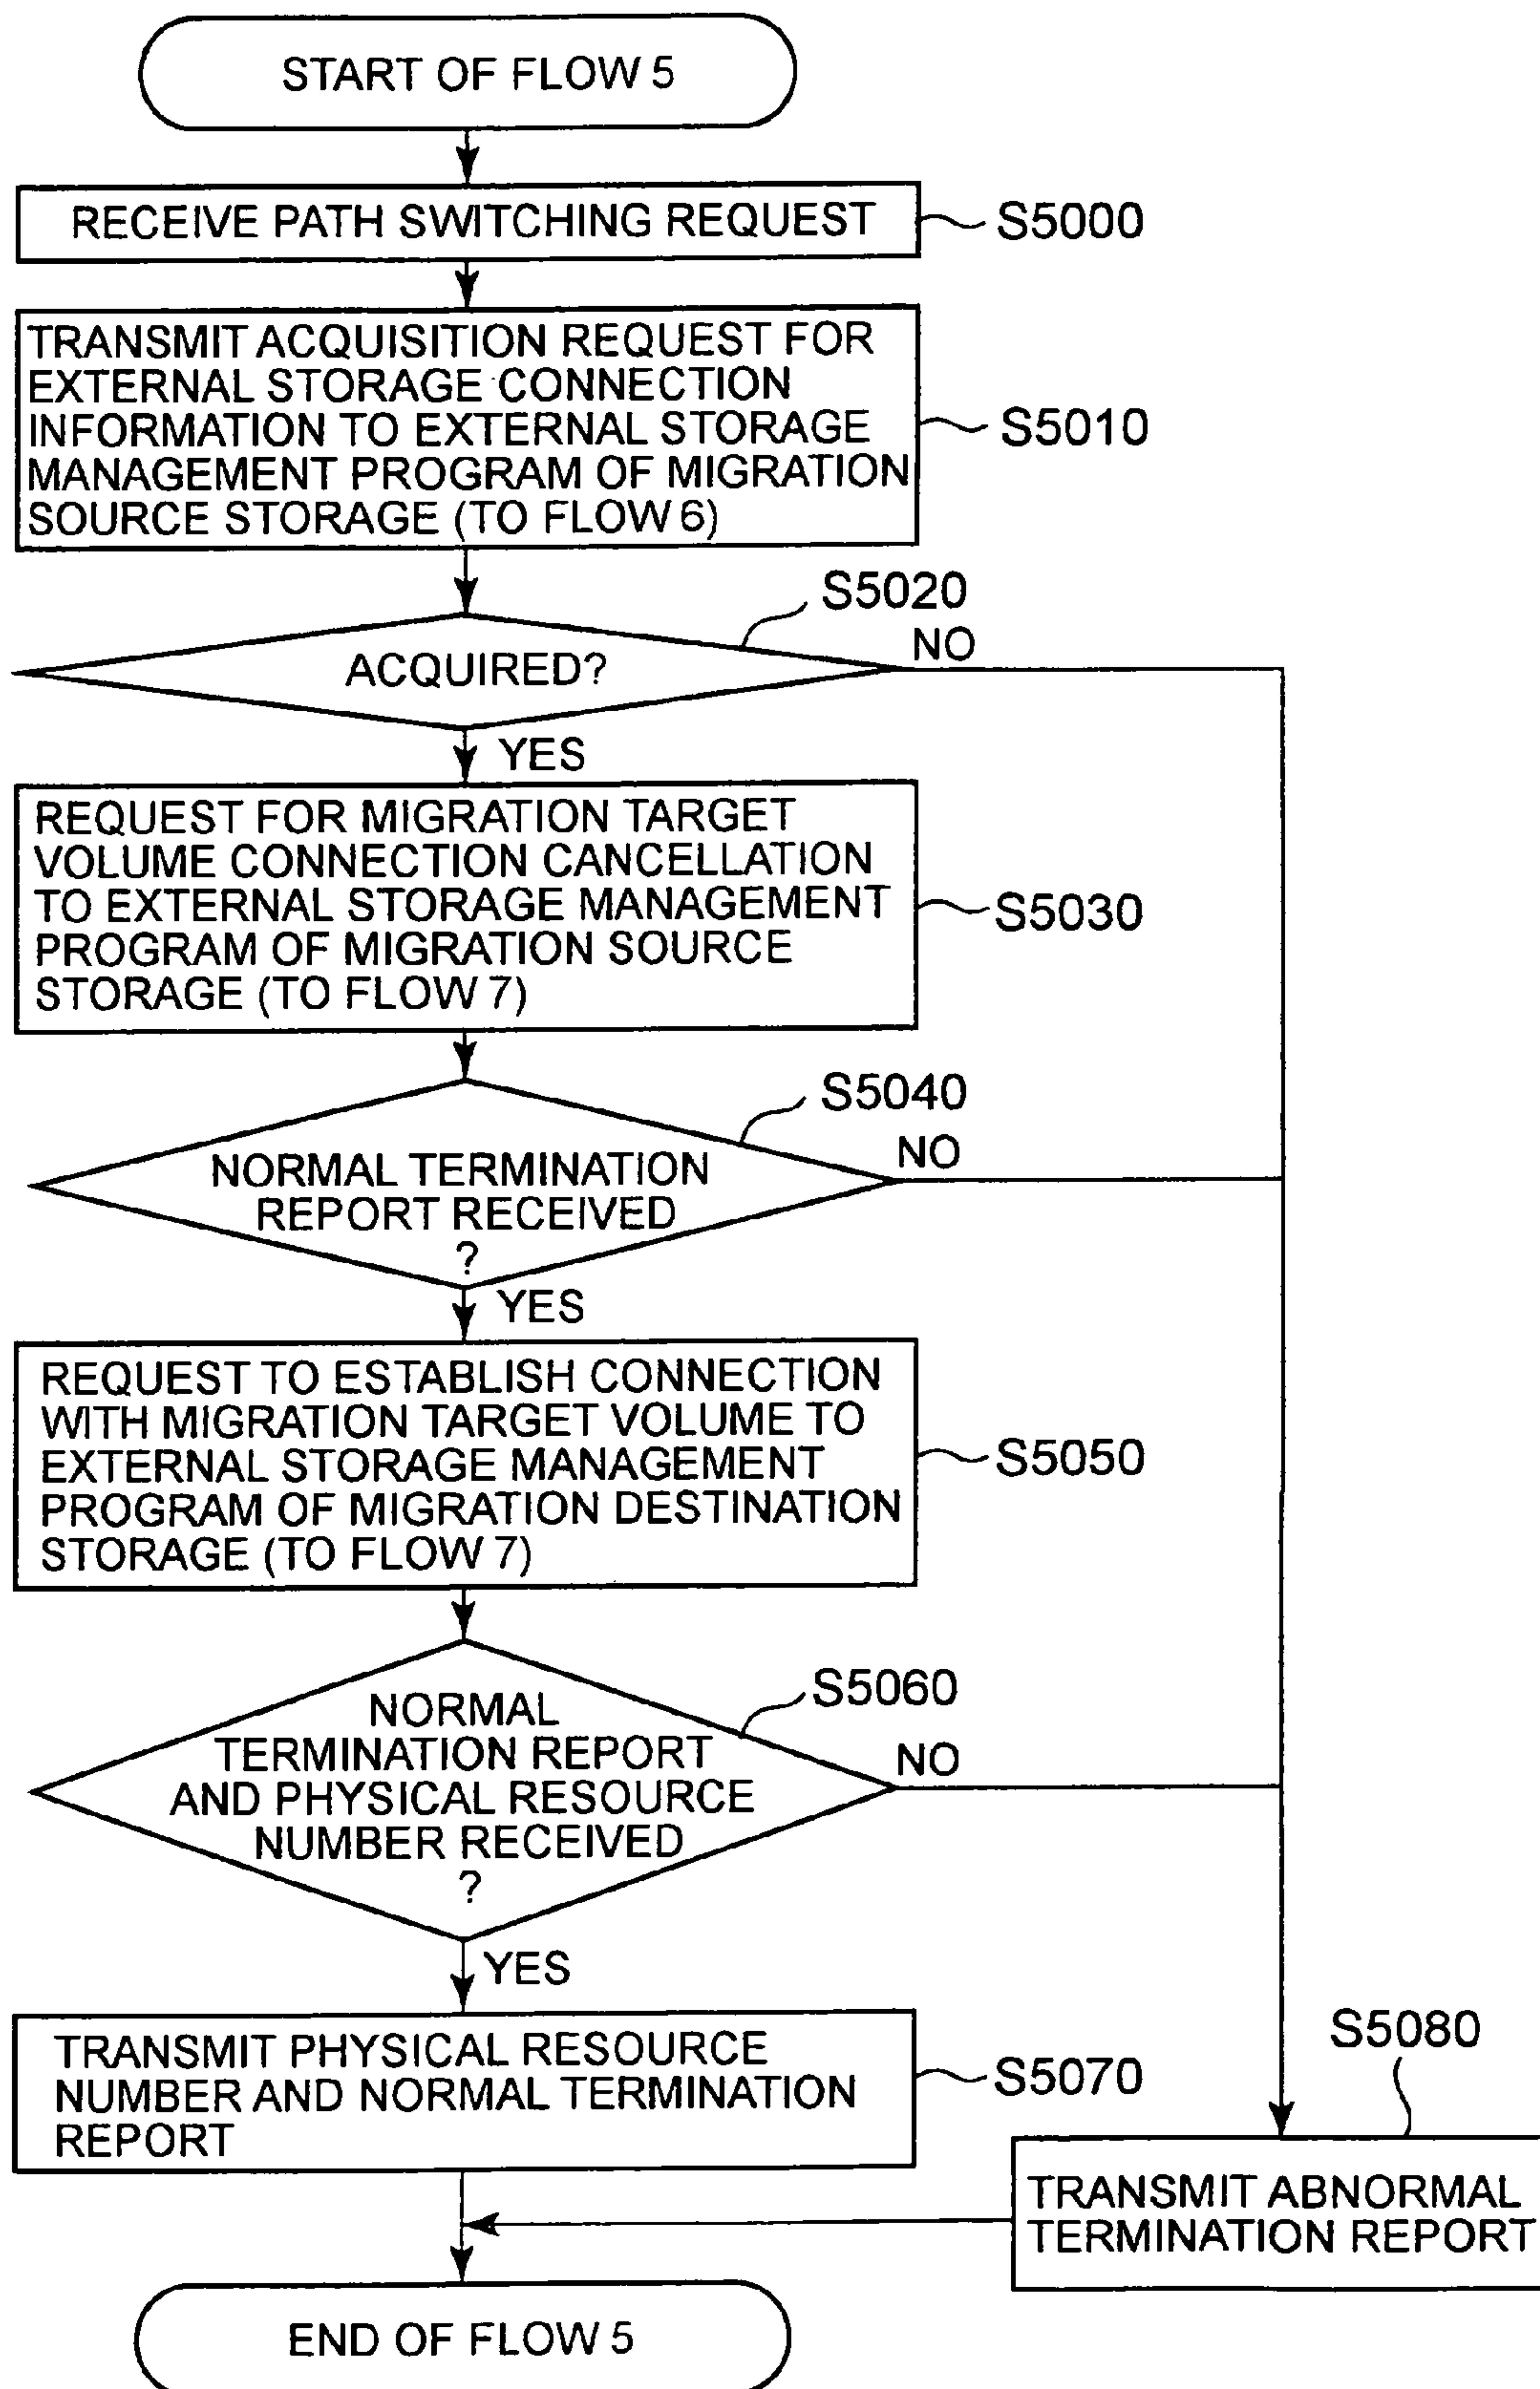 START OF FLOW 5
RECEIVE PATH SWITCHING REQUEST
S5000
TRANSMIT ACQUISITION REQUEST FOR
EXTERNAL STORAGE CONNECTION
INFORMATION TO EXTERNAL STORAGE
MANAGEMENT PROGRAM OF MIGRATION
SOURCE STORAGE (TO FLOW 6)
S5010
S5020
ACQUIRED?
NO
YES
REQUEST FOR MIGRATION TARGET
VOLUME CONNECTION CANCELLATION
TO EXTERNAL STORAGE MANAGEMENT
PROGRAM OF MIGRATION SOURCE
STORAGE (TO FLOW 7)
S5030
S5040
NORMAL TERMINATION
REPORT RECEIVED
?
NO
YES
REQUEST TO ESTABLISH CONNECTION
WITH MIGRATION TARGET VOLUME TO
EXTERNAL STORAGE MANAGEMENT
PROGRAM OF MIGRATION DESTINATION
STORAGE (TO FLOW 7)
S5050
S5060
NORMAL
TERMINATION REPORT
AND PHYSICAL RESOURCE
NUMBER RECEIVED
?
NO
YES
TRANSMIT PHYSICAL RESOURCE
NUMBER AND NORMAL TERMINATION
REPORT
S5070
S5080
TRANSMIT ABNORMAL
TERMINATION REPORT
END OF FLOW 5